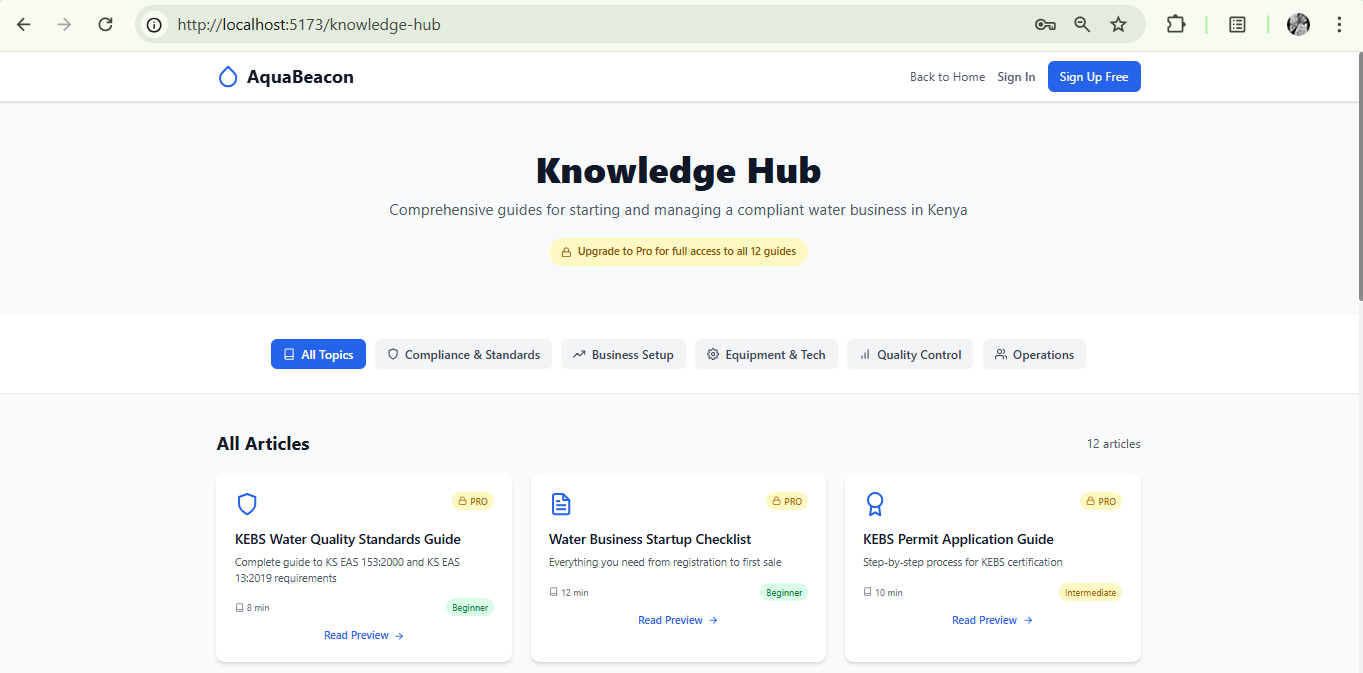 http://localhost:5173/knowledge-hub
AquaBeacon
Back to Home
Sign In
Sign Up Free
Knowledge Hub
Comprehensive guides for starting and managing a compliant water business in Kenya
Upgrade to Pro for full access to all 12 guides
All Topics
Compliance & Standards
Business Setup
Equipment & Tech
Quality Control
Operations
All Articles
12 articles
PRO
KEBS Water Quality Standards Guide
Complete guide to KS EAS 153:2000 and KS EAS
13:2019 requirements
8 min
Beginner
Read Preview →
PRO
Water Business Startup Checklist
Everything you need from registration to first sale
12 min
Beginner
Read Preview →
PRO
KEBS Permit Application Guide
Step-by-step process for KEBS certification
10 min
Intermediate
Read Preview →